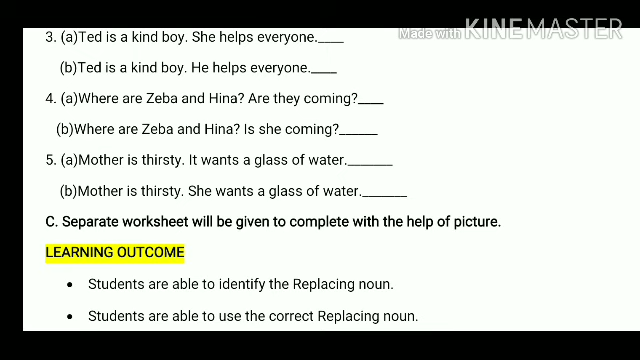 Made with KINEMASTER
3. (a)Ted is a kind boy. She helps everyone.____
(b)Ted is a kind boy. He helps everyone.____
4. (a)Where are Zeba and Hina? Are they coming?____
(b)Where are Zeba and Hina? Is she coming?______
5. (a)Mother is thirsty. It wants a glass of water._______
(b)Mother is thirsty. She wants a glass of water._______
C. Separate worksheet will be given to complete with the help of picture.
LEARNING OUTCOME
• Students are able to identify the Replacing noun.
• Students are able to use the correct Replacing noun.